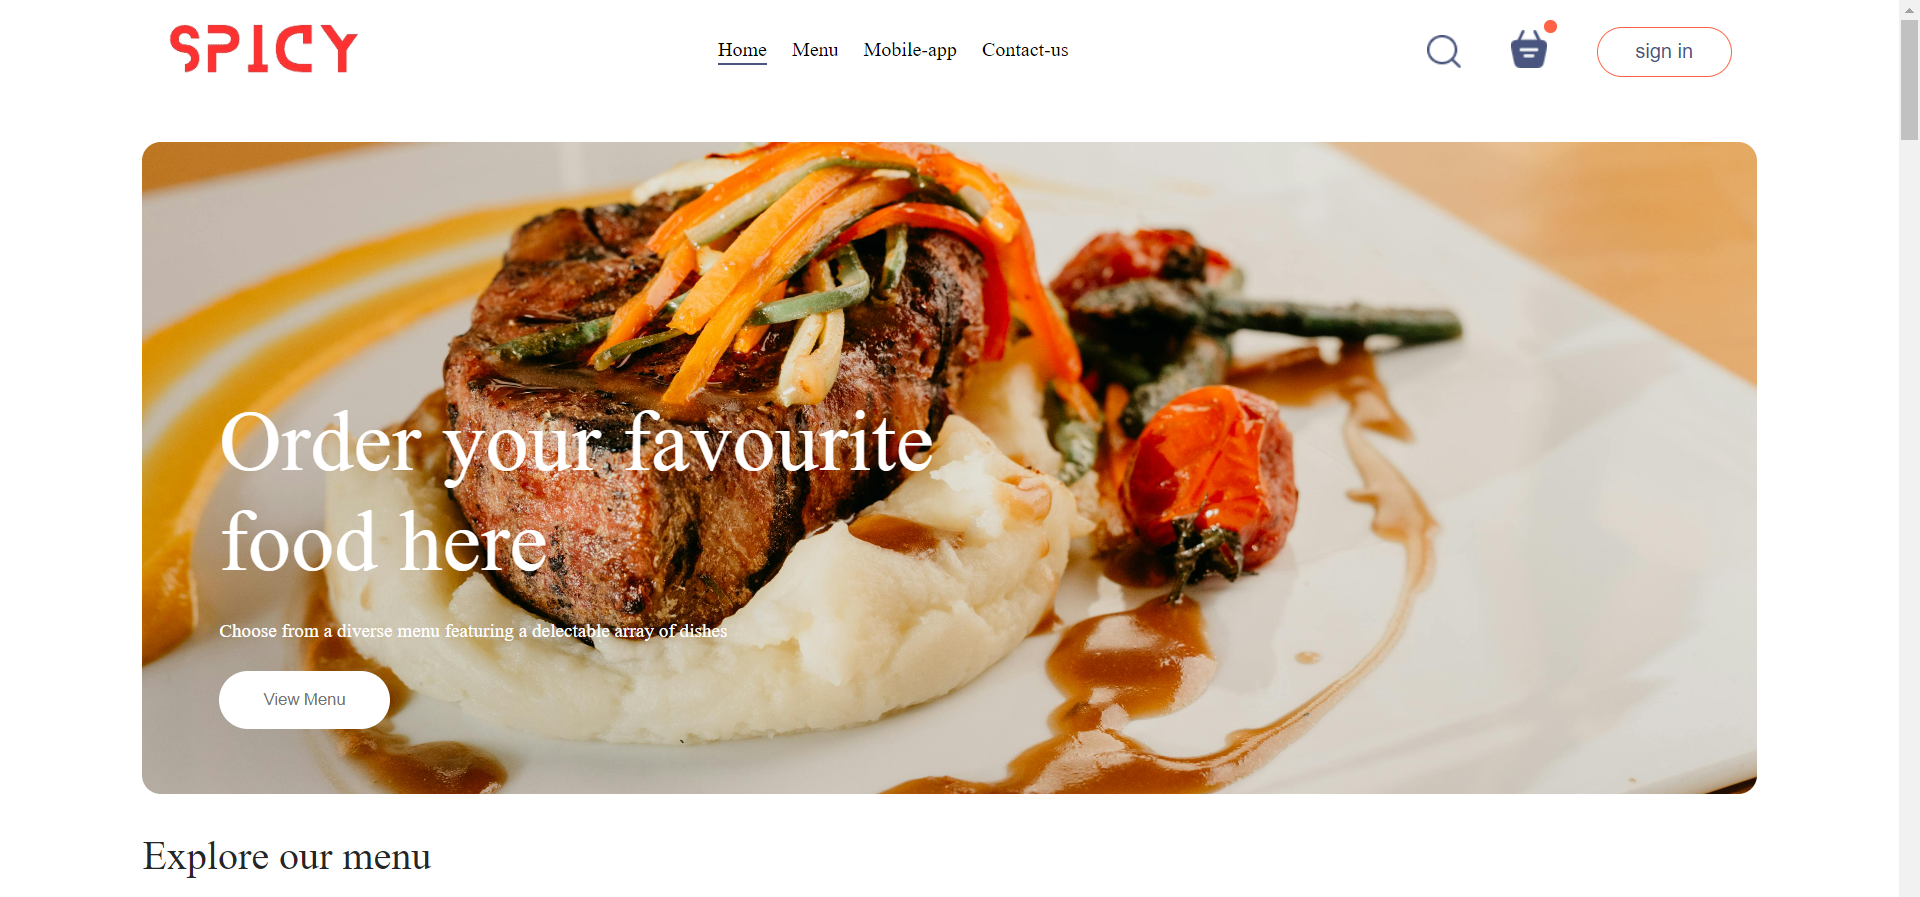 SPICY
Home Menu Mobile-app Contact-us
sign in
Order your favourite
food here
Choose from a diverse menu featuring a delectable array of dishes
View Menu
Explore our menu